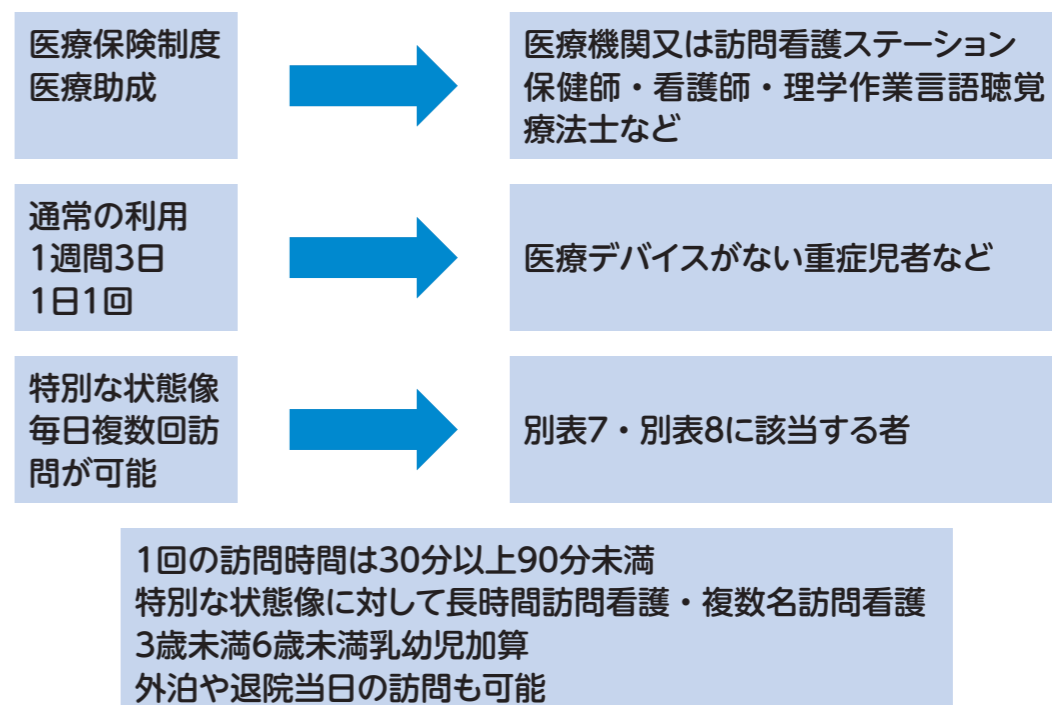 医療保険制度
医療助成
医療機関又は訪問看護ステーション
保健師・看護師・理学作業言語聴覚
療法士など
通常の利用
1週間3日
1日1回
医療デバイスがない重症児者など
特別な状態像
毎日複数回訪
問が可能
別表7・別表8に該当する者
1回の訪問時間は30分以上90分未満
特別な状態像に対して長時間訪問看護・複数名訪問看護
3歳未満6歳未満乳幼児加算
外泊や退院当日の訪問も可能